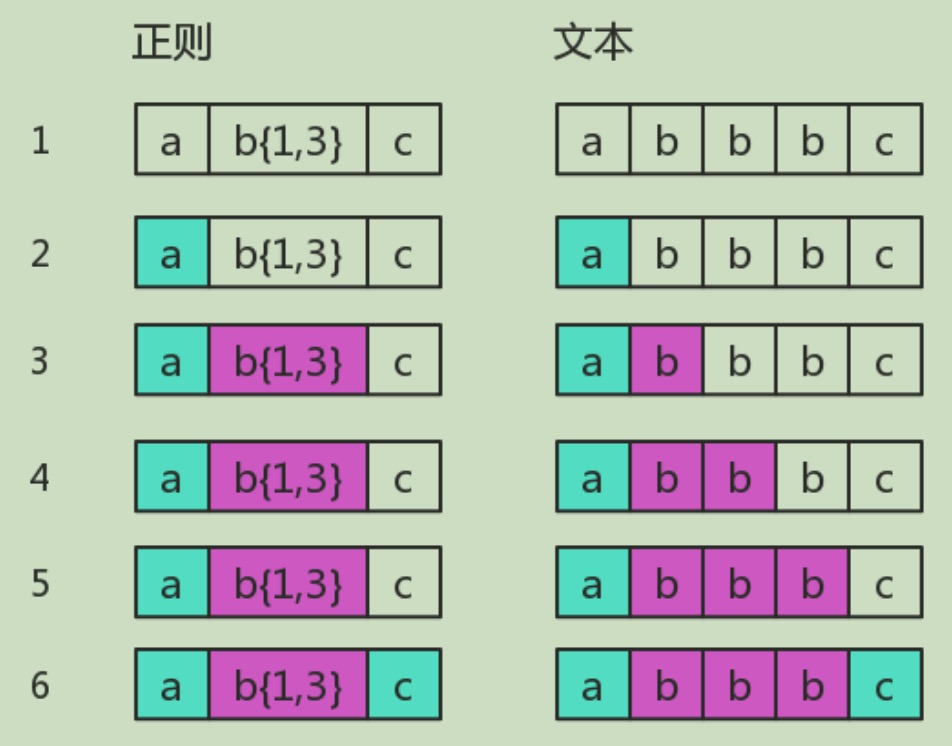 正则 文本
1 a b{1,3} c a b b b c
2 a b{1,3} c a b b b c
3 a b{1,3} c a b b b c
4 a b{1,3} c a b b b c
5 a b{1,3} c a b b b c
6 a b{1,3} c a b b b c